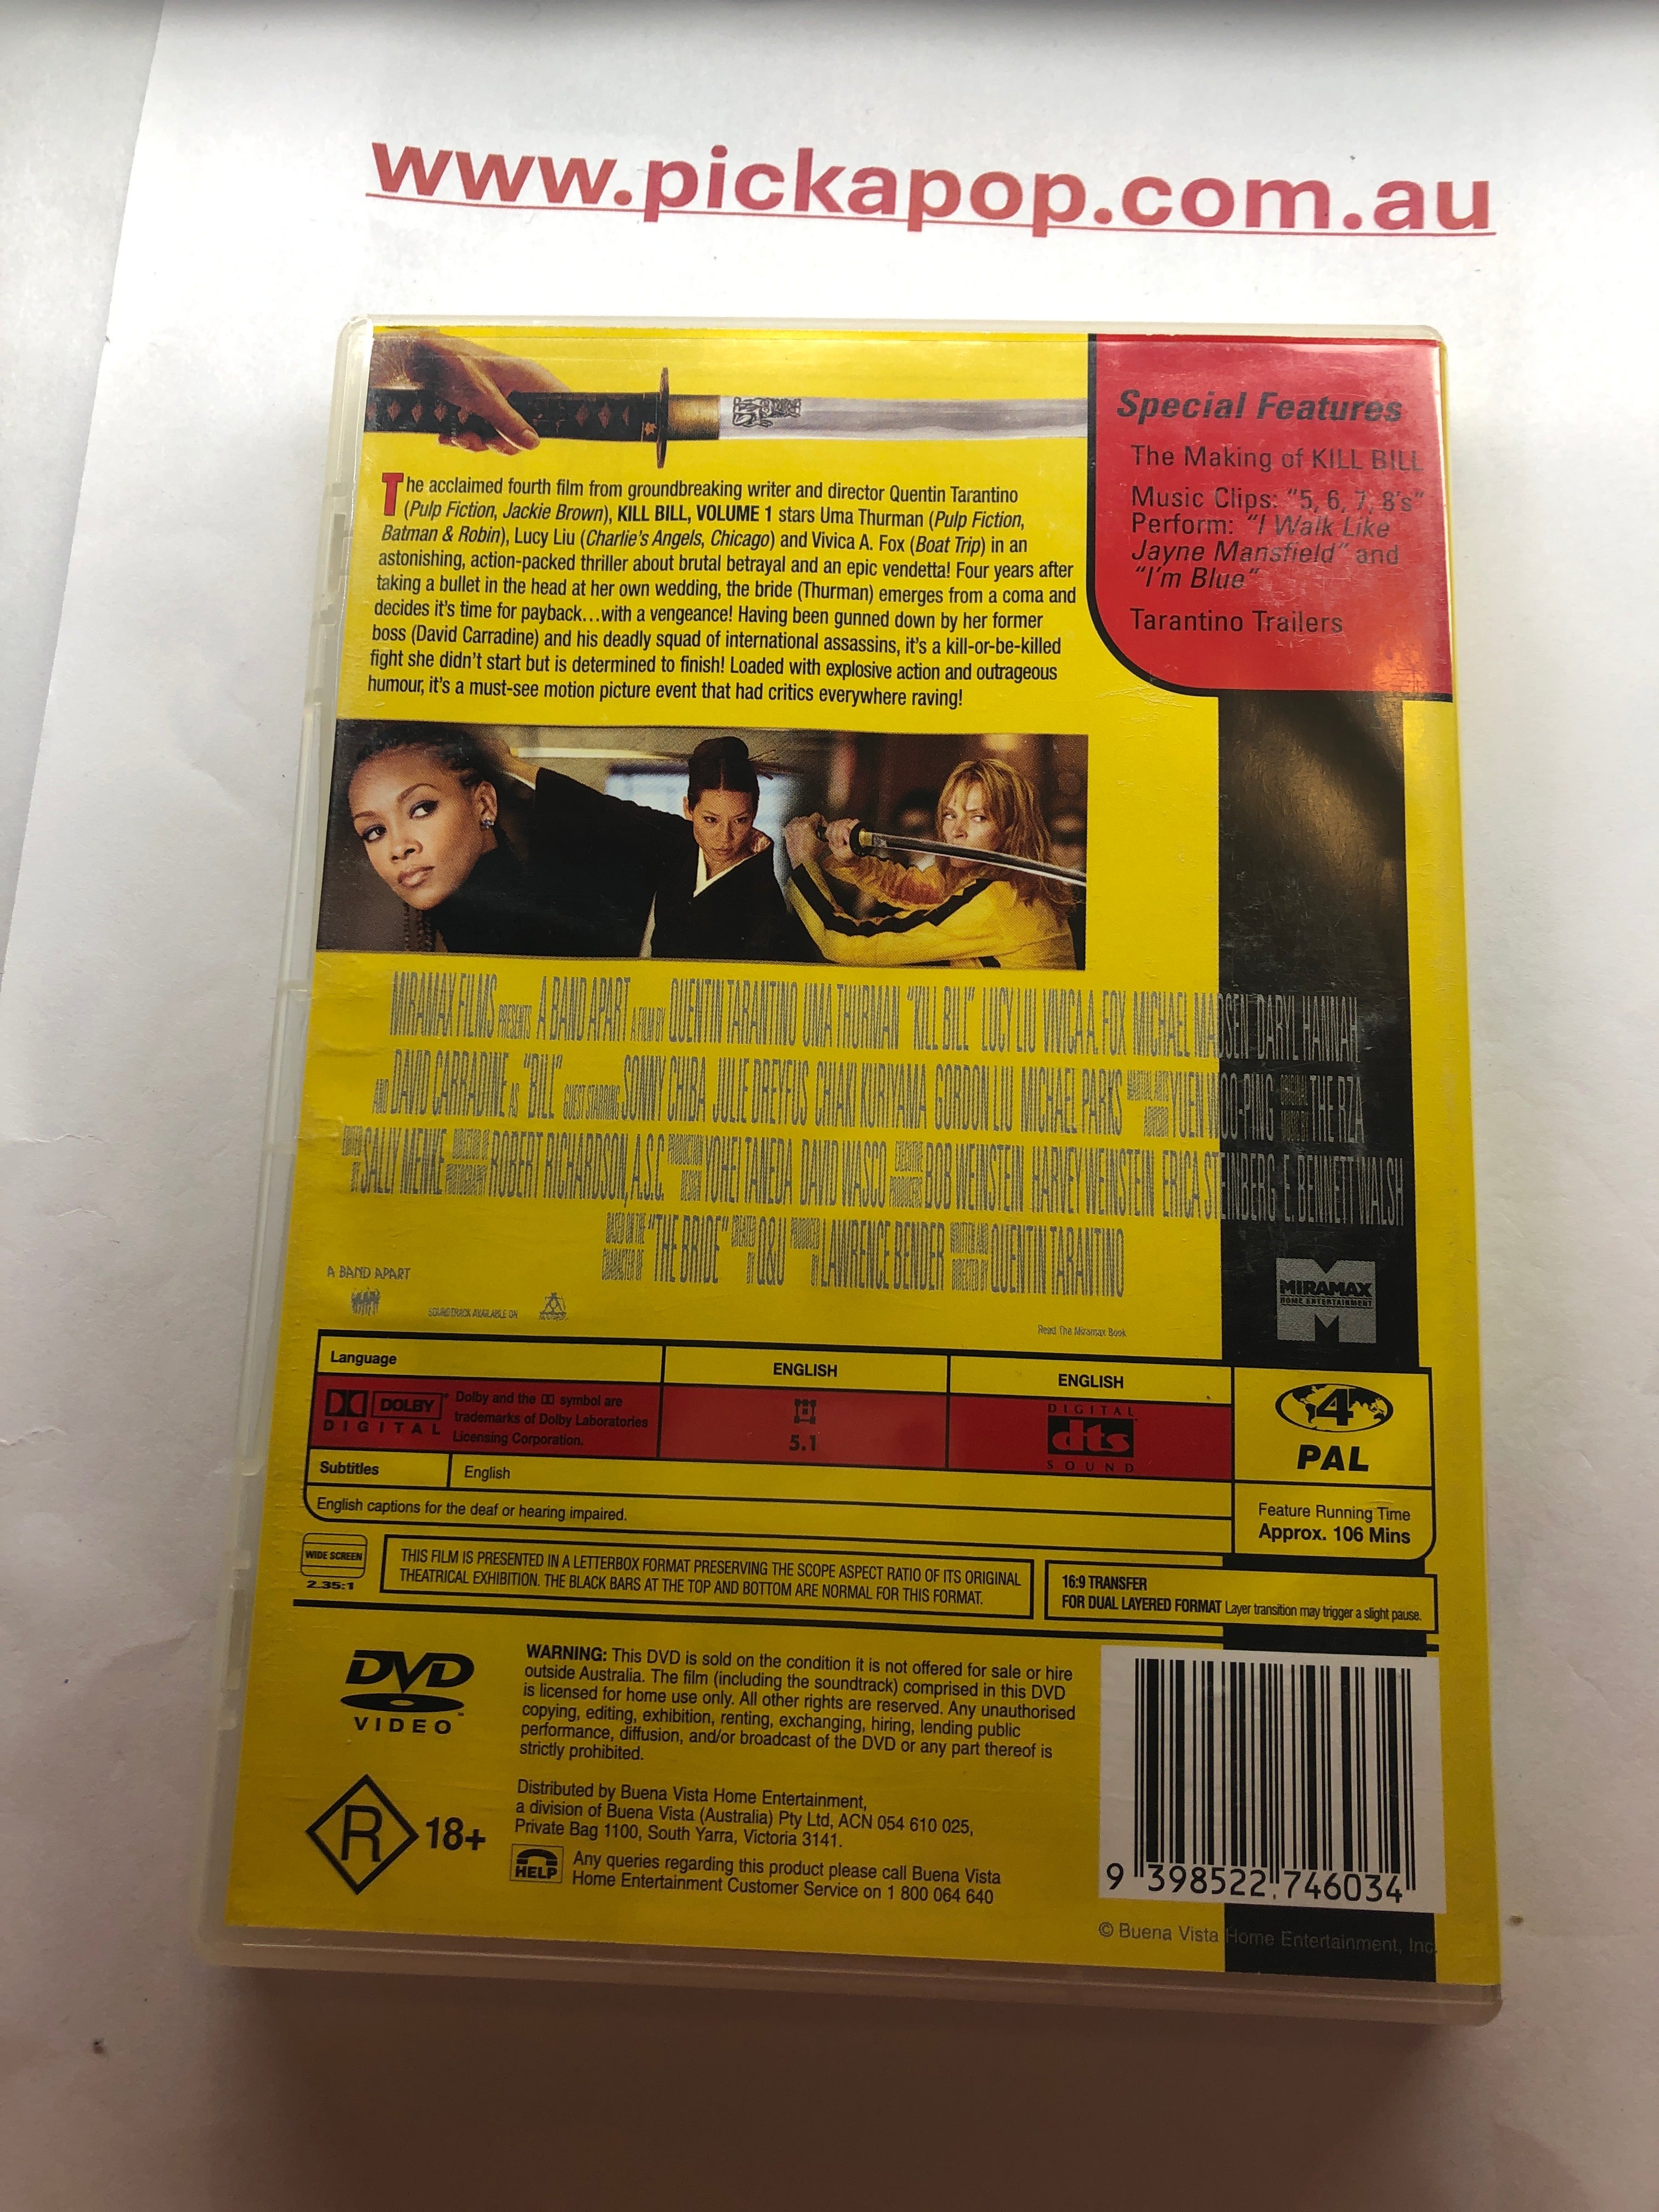 www.pickapop.com.au
The acclaimed fourth film from groundbreaking writer and director Quentin Tarantino
(Pulp Fiction, Jackie Brown), KILL BILL, VOLUME 1 stars Uma Thurman (Pulp Fiction,
Batman & Robin), Lucy Liu (Charlie's Angels, Chicago) and Vivica A. Fox (Boat Trip) in an
astonishing, action-packed thriller about brutal betrayal and an epic vendetta! Four years after
taking a bullet in the head at her own wedding, the bride (Thurman) emerges from a coma and
decides it's time for payback...with a vengeance! Having been gunned down by her former
boss (David Carradine) and his deadly squad of international assassins, it's a kill-or-be-killed
fight she didn't start but is determined to finish! Loaded with explosive action and outrageous
humour, it's a must-see motion picture event that had critics everywhere raving!
Special Features
The Making of KILL BILL
Music Clips: "5, 6, 7, 8's"
Perform: "I Walk Like
Jayne Mansfield" and
"I'm Blue"
Tarantino Trailers
MIRAMAX FILMS PRESENTS A BAND APART A FILM BY QUENTIN TARANTINO UMA THURMAN "KILL BILL" LUCY LIU VIVICA A. FOX MICHAEL MADSEN DARYL HANNAH
AND DAVID CARRADINE AS "BILL" GUEST STARRING SONNY CHIBA JULIE DREYFUS CHIAKI KURIYAMA GORDON LIU MICHAEL PARKS YUEN WOO-PING ORIGINAL MUSIC BY THE RZA
SALLY MENKE ROBERT RICHARDSON, A.S.C. PRODUCTION DESIGN YOHEI TANEDA DAVID WASCO EXECUTIVE PRODUCERS BOB WEINSTEIN HARVEY WEINSTEIN ERICA STEINBERG E. BENNETT WALSH
BASED ON THE CHARACTER OF "THE BRIDE" CREATED BY Q&U PRODUCED BY LAWRENCE BENDER WRITTEN AND DIRECTED BY QUENTIN TARANTINO
A BAND APART
SOUNDTRACK AVAILABLE ON
Read The Miramax Book
MIRAMAX
HOME ENTERTAINMENT
Language
ENGLISH
ENGLISH
DOLBY
DIGITAL
Dolby and the symbol are
trademarks of Dolby Laboratories
Licensing Corporation.
5.1
DIGITAL
dts
SOUND
4
PAL
Subtitles
English
English captions for the deaf or hearing impaired.
Feature Running Time
Approx. 106 Mins
WIDE SCREEN
2.35:1
THIS FILM IS PRESENTED IN A LETTERBOX FORMAT PRESERVING THE SCOPE ASPECT RATIO OF ITS ORIGINAL
THEATRICAL EXHIBITION. THE BLACK BARS AT THE TOP AND BOTTOM ARE NORMAL FOR THIS FORMAT.
16:9 TRANSFER
FOR DUAL LAYERED FORMAT Layer transition may trigger a slight pause.
DVD
VIDEO
WARNING: This DVD is sold on the condition it is not offered for sale or hire
outside Australia. The film (including the soundtrack) comprised in this DVD
is licensed for home use only. All other rights are reserved. Any unauthorised
copying, editing, exhibition, renting, exchanging, hiring, lending public
performance, diffusion, and/or broadcast of the DVD or any part thereof is
strictly prohibited.
R 18+
Distributed by Buena Vista Home Entertainment,
a division of Buena Vista (Australia) Pty Ltd, ACN 054 610 025,
Private Bag 1100, South Yarra, Victoria 3141.
HELP
Any queries regarding this product please call Buena Vista
Home Entertainment Customer Service on 1 800 064 640
9 398522 746034
© Buena Vista Home Entertainment, Inc.